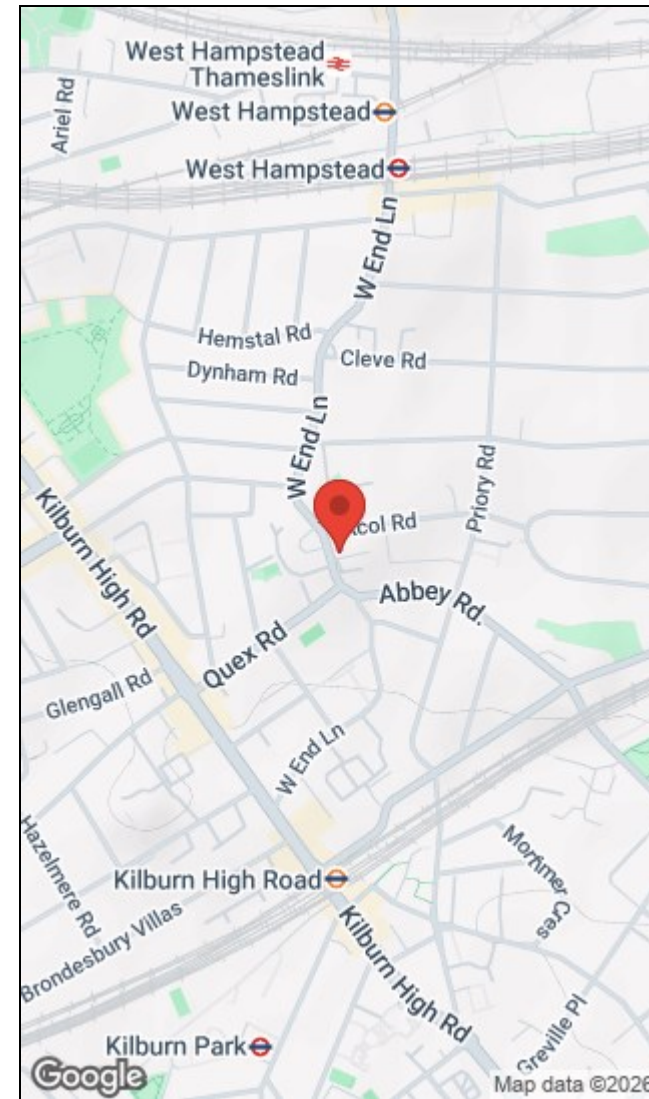 West Hampstead
Thameslink
West Hampstead
Ariel Rd
West Hampstead
W End Ln
Hemstal Rd
Cleve Rd
Dynham Rd
W End Ln
Priory Rd
Acol Rd
Kilburn High Rd
Abbey Rd.
Quex Rd
Glengall Rd
W End Ln
Hazelmere Rd
Mortimer Cres
Kilburn High Road
Brondesbury Villas
Kilburn High Rd
Greville Pl
Kilburn Park
Google
Map data ©2026